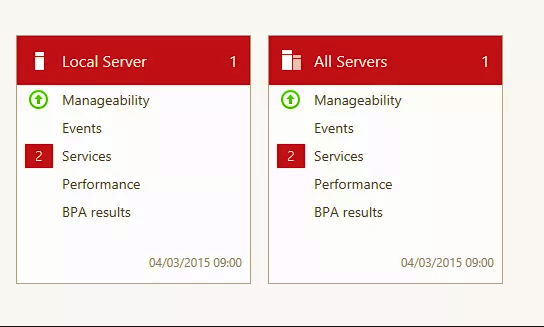 Local Server 1
Manageability
Events
2 Services
Performance
BPA results
04/03/2015 09:00
All Servers 1
Manageability
Events
2 Services
Performance
BPA results
04/03/2015 09:00